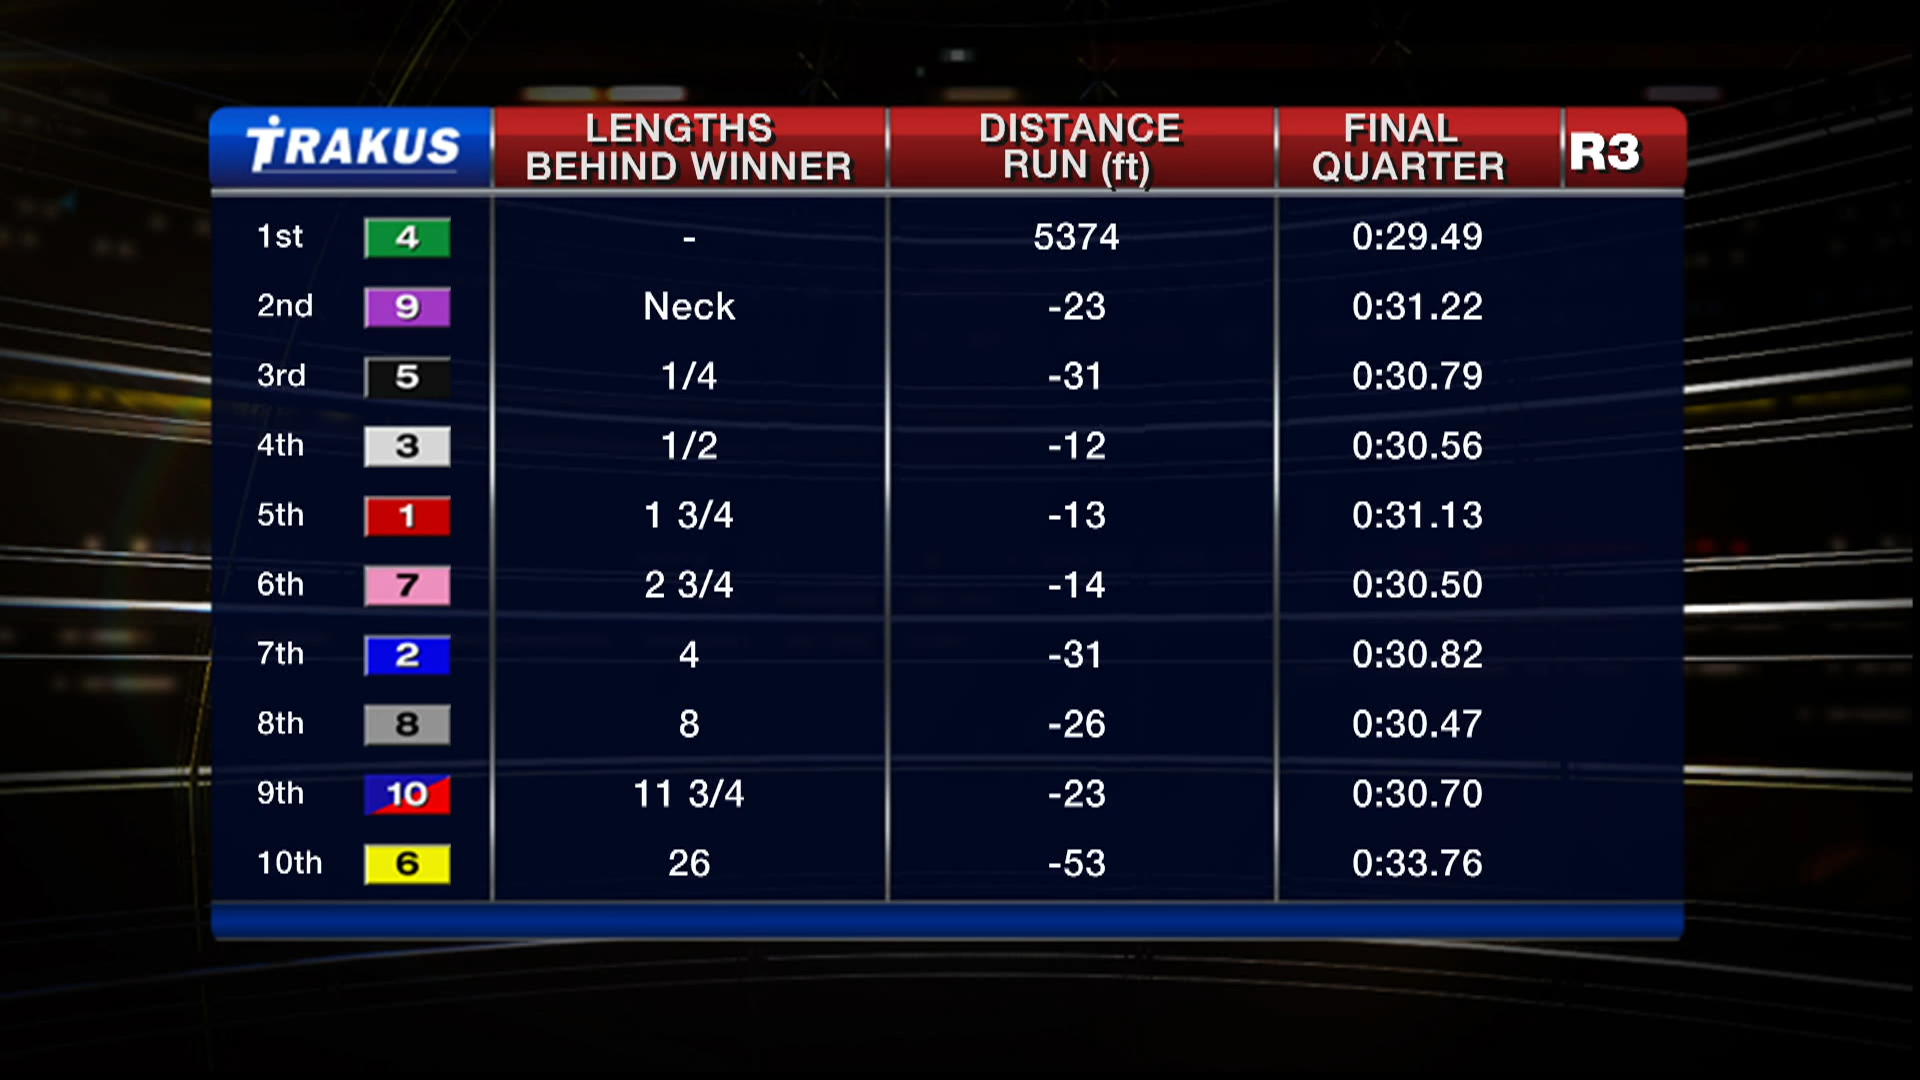 TRAKUS LENGTHS BEHIND WINNER DISTANCE RUN (ft) FINAL QUARTER R3
1st 4 - 5374 0:29.49
2nd 9 Neck -23 0:31.22
3rd 5 1/4 -31 0:30.79
4th 3 1/2 -12 0:30.56
5th 1 1 3/4 -13 0:31.13
6th 7 2 3/4 -14 0:30.50
7th 2 4 -31 0:30.82
8th 8 8 -26 0:30.47
9th 10 11 3/4 -23 0:30.70
10th 6 26 -53 0:33.76